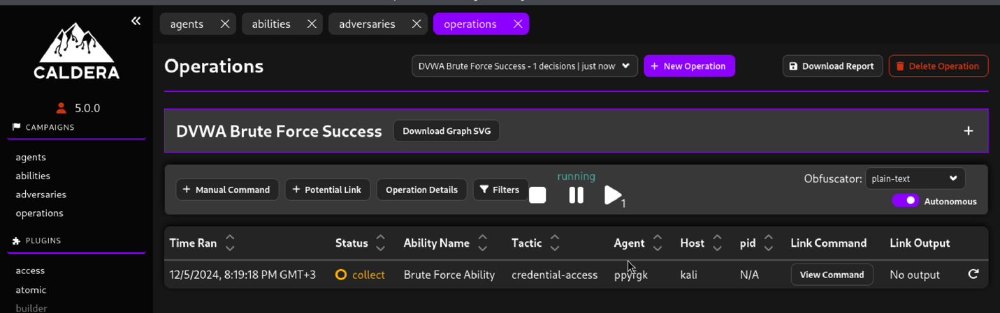 agents abilities adversaries operations
CALDERA
Operations DVWA Brute Force Success - 1 decisions | just now + New Operation Download Report Delete Operation
5.0.0
CAMPAIGNS
agents
abilities
adversaries
operations
PLUGINS
access
atomic
builder
DVWA Brute Force Success Download Graph SVG +
running
+ Manual Command + Potential Link Operation Details Filters 1
Obfuscator: plain-text
Autonomous
Time Ran Status Ability Name Tactic Agent Host pid Link Command Link Output
12/5/2024, 8:19:18 PM GMT+3 collect Brute Force Ability credential-access kali N/A View Command No output